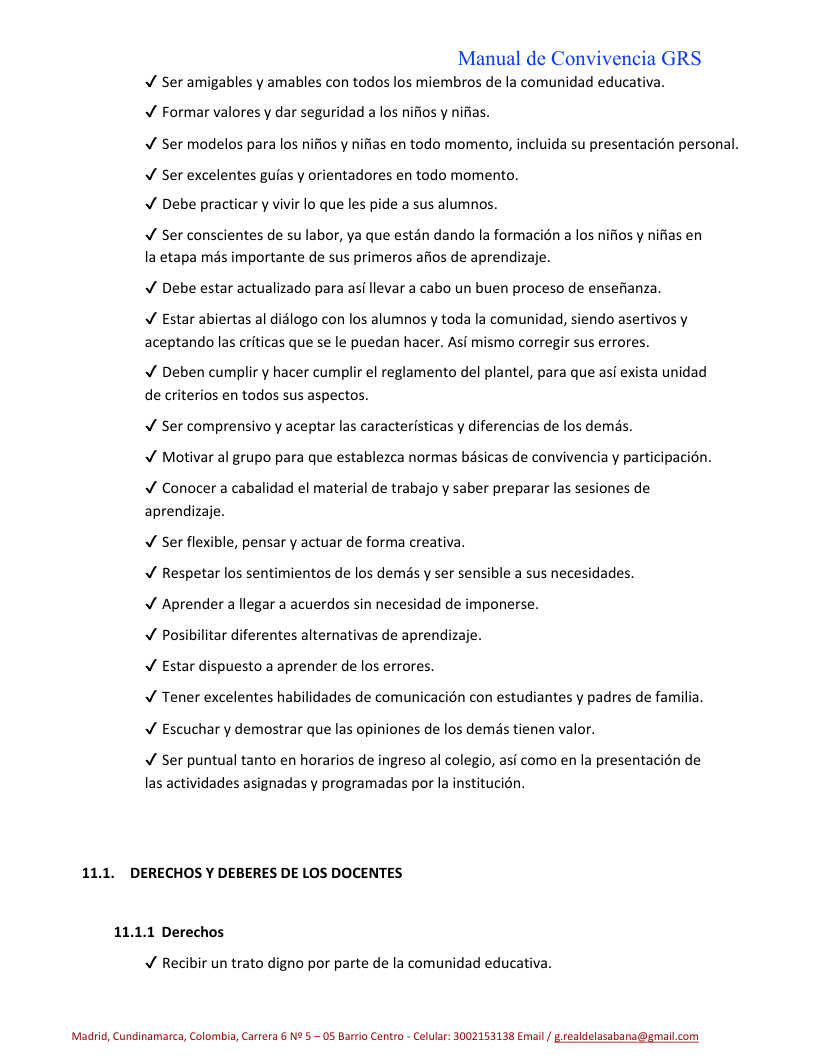 Manual de Convivencia GRS
✓ Ser amigables y amables con todos los miembros de la comunidad educativa.
✓ Formar valores y dar seguridad a los niños y niñas.
✓ Ser modelos para los niños y niñas en todo momento, incluida su presentación personal.
✓ Ser excelentes guías y orientadores en todo momento.
✓ Debe practicar y vivir lo que les pide a sus alumnos.
✓ Ser conscientes de su labor, ya que están dando la formación a los niños y niñas en
la etapa más importante de sus primeros años de aprendizaje.
✓ Debe estar actualizado para así llevar a cabo un buen proceso de enseñanza.
✓ Estar abiertas al diálogo con los alumnos y toda la comunidad, siendo asertivos y
aceptando las críticas que se le puedan hacer. Así mismo corregir sus errores.
✓ Deben cumplir y hacer cumplir el reglamento del plantel, para que así exista unidad
de criterios en todos sus aspectos.
✓ Ser comprensivo y aceptar las características y diferencias de los demás.
✓ Motivar al grupo para que establezca normas básicas de convivencia y participación.
✓ Conocer a cabalidad el material de trabajo y saber preparar las sesiones de
aprendizaje.
✓ Ser flexible, pensar y actuar de forma creativa.
✓ Respetar los sentimientos de los demás y ser sensible a sus necesidades.
✓ Aprender a llegar a acuerdos sin necesidad de imponerse.
✓ Posibilitar diferentes alternativas de aprendizaje.
✓ Estar dispuesto a aprender de los errores.
✓ Tener excelentes habilidades de comunicación con estudiantes y padres de familia.
✓ Escuchar y demostrar que las opiniones de los demás tienen valor.
✓ Ser puntual tanto en horarios de ingreso al colegio, así como en la presentación de
las actividades asignadas y programadas por la institución.
11.1. DERECHOS Y DEBERES DE LOS DOCENTES
11.1.1 Derechos
✓ Recibir un trato digno por parte de la comunidad educativa.
Madrid, Cundinamarca, Colombia, Carrera 6 Nº 5 – 05 Barrio Centro - Celular: 3002153138 Email / g.realdelasabana@gmail.com